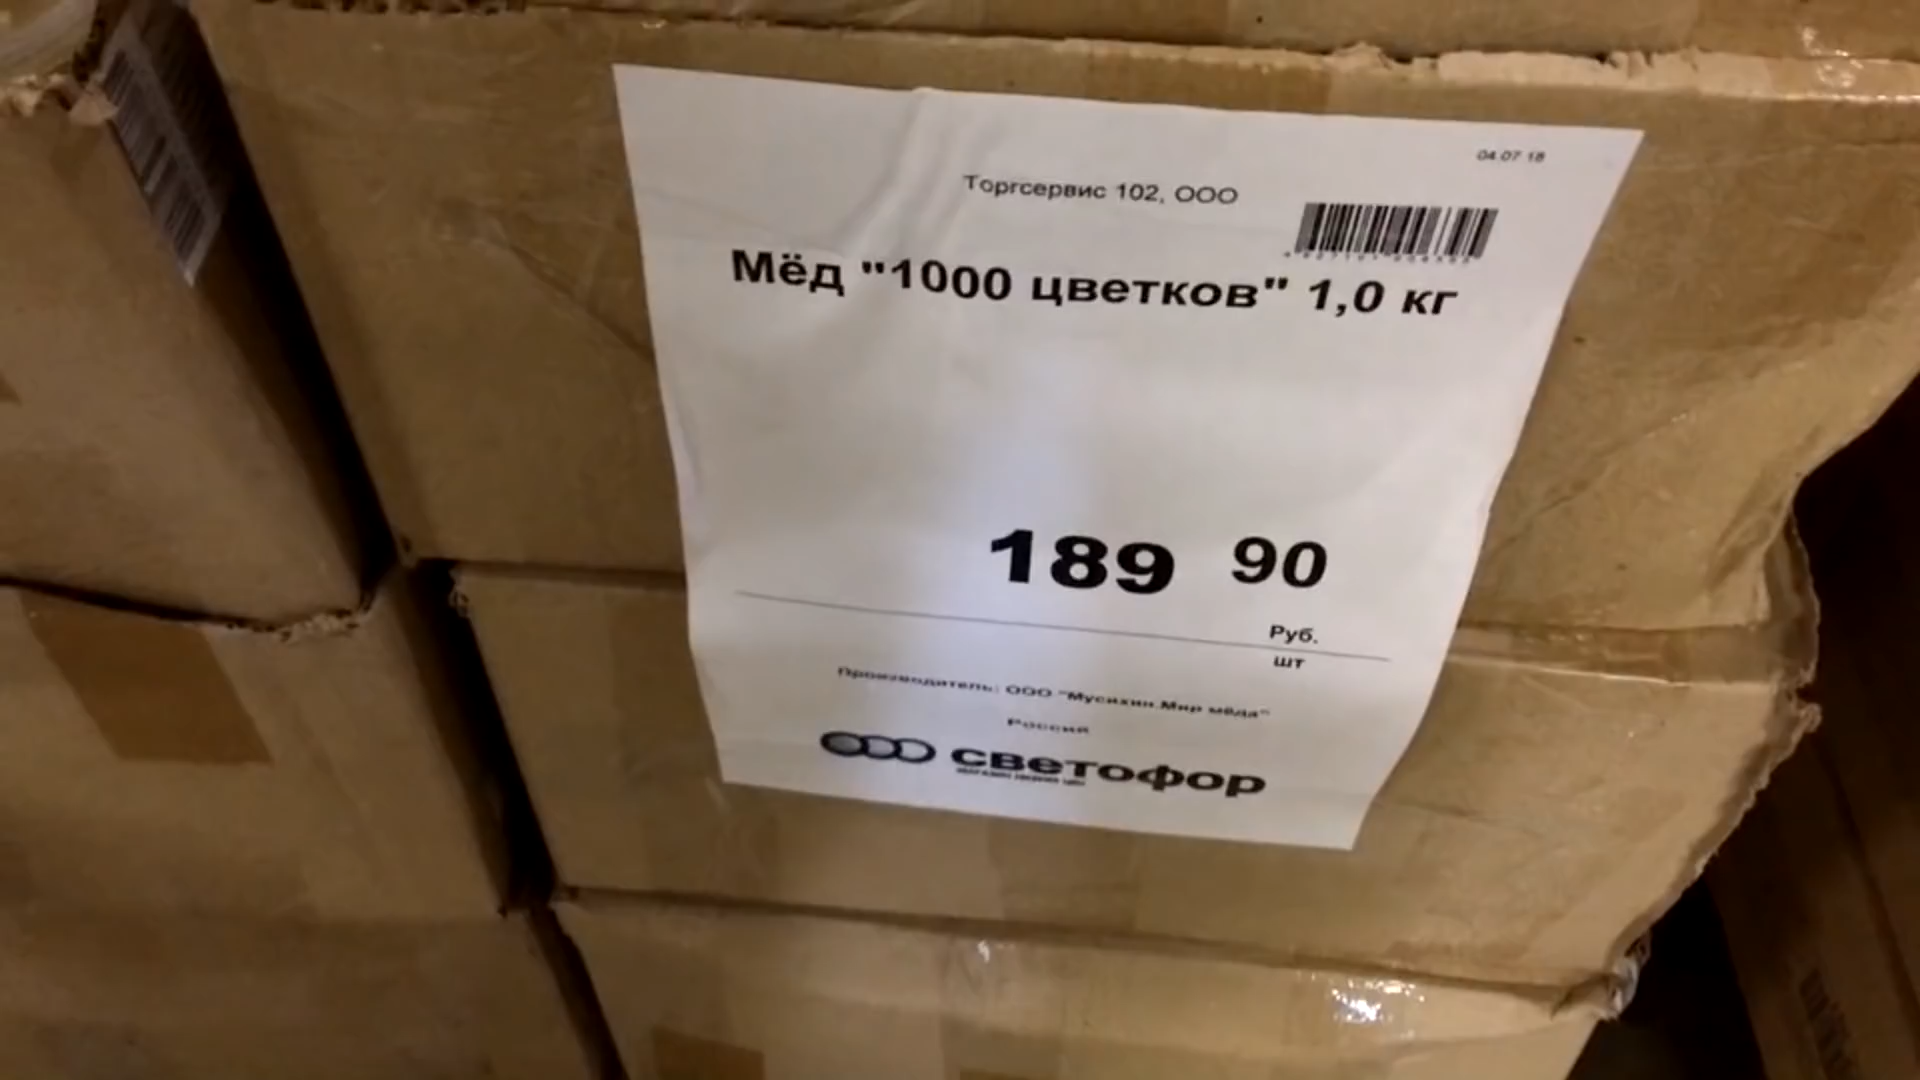 04.07.18
Торгсервис 102, ООО
Мёд "1000 цветков" 1,0 кг
189 90
Руб.
шт
Производитель: ООО "Мусихин.Мир мёда"
Россия
светофор